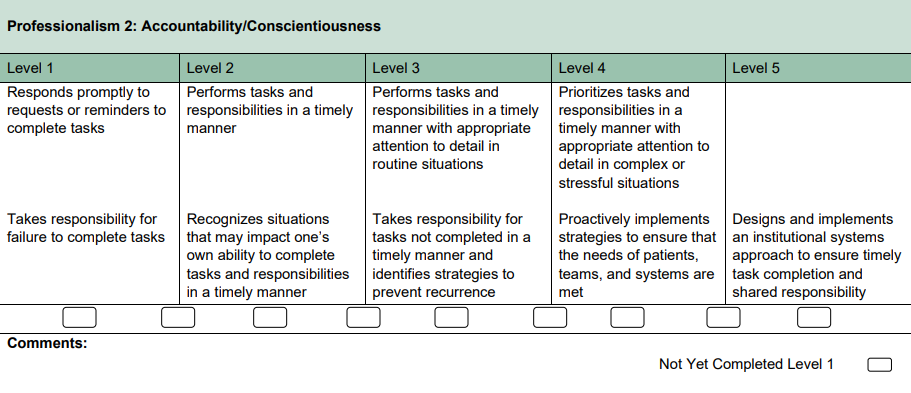 Professionalism 2: Accountability/Conscientiousness
Level 1
Level 2
Level 3
Level 4
Level 5
Responds promptly to
requests or reminders to
complete tasks
Performs tasks and
responsibilities in a timely
manner
Performs tasks and
responsibilities in a timely
manner with appropriate
attention to detail in
routine situations
Prioritizes tasks and
responsibilities in a
timely manner with
appropriate attention to
detail in complex or
stressful situations
Takes responsibility for
failure to complete tasks
Recognizes situations
that may impact one’s
own ability to complete
tasks and responsibilities
in a timely manner
Takes responsibility for
tasks not completed in a
timely manner and
identifies strategies to
prevent recurrence
Proactively implements
strategies to ensure that
the needs of patients,
teams, and systems are
met
Designs and implements
an institutional systems
approach to ensure timely
task completion and
shared responsibility
Comments:
Not Yet Completed Level 1